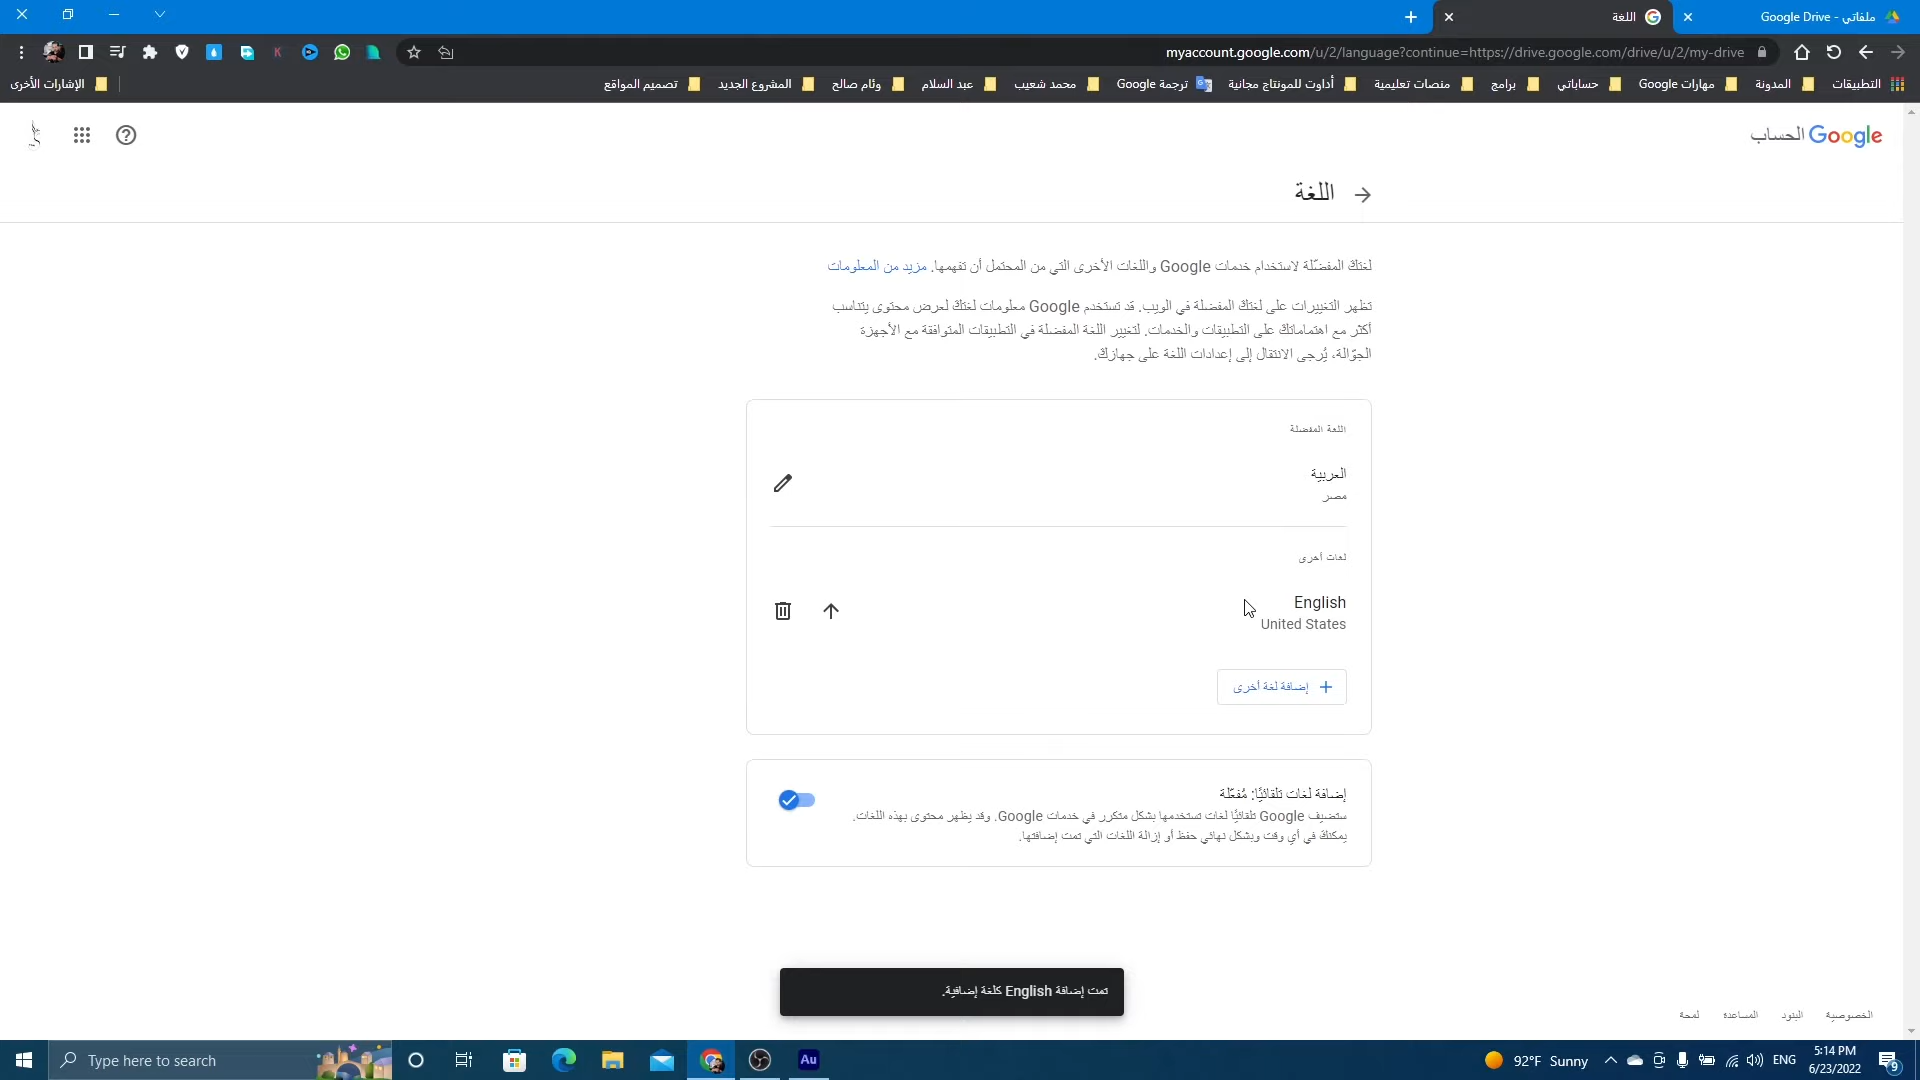 ملفاتي - Google Drive
اللغة
myaccount.google.com/u/2/language?continue=https://drive.google.com/drive/u/2/my-drive
التطبيقات
المدونة
مهارات Google
حساباتي
برامج
منصات تعليمية
أداوت للمونتاج مجانية
ترجمة Google
محمد شعيب
عبد السلام
وئام صالح
المشروع الجديد
تصميم المواقع
الإشارات الأخرى
Google الحساب
اللغة
لغتك المفضّلة لاستخدام خدمات Google واللغات الأخرى التي من المحتمل أن تفهمها. مزيد من المعلومات
تظهر التغييرات على لغتك المفضلة في الويب. قد تستخدم Google معلومات لغتك لعرض محتوى يتناسب
أكثر مع اهتماماتك على التطبيقات والخدمات. لتغيير اللغة المفضلة في التطبيقات المتوافقة مع الأجهزة
الجوّالة، يُرجى الانتقال إلى إعدادات اللغة على جهازك.
اللغة المفضلة
العربية
مصر
لغات أخرى
English
United States
إضافة لغة أخرى
إضافة لغات تلقائيًا: مُفعّلة
ستضيف Google تلقائيًا لغات تستخدمها بشكل متكرر في خدمات Google. وقد يظهر محتوى بهذه اللغات.
يمكنك في أي وقت وبشكل نهائي حفظ أو إزالة اللغات التي تمت إضافتها.
تمت إضافة English كلغة إضافية.
الخصوصية
البنود
المساعدة
لمحة
Type here to search
Au
92°F Sunny
ENG
5:14 PM
6/23/2022
9